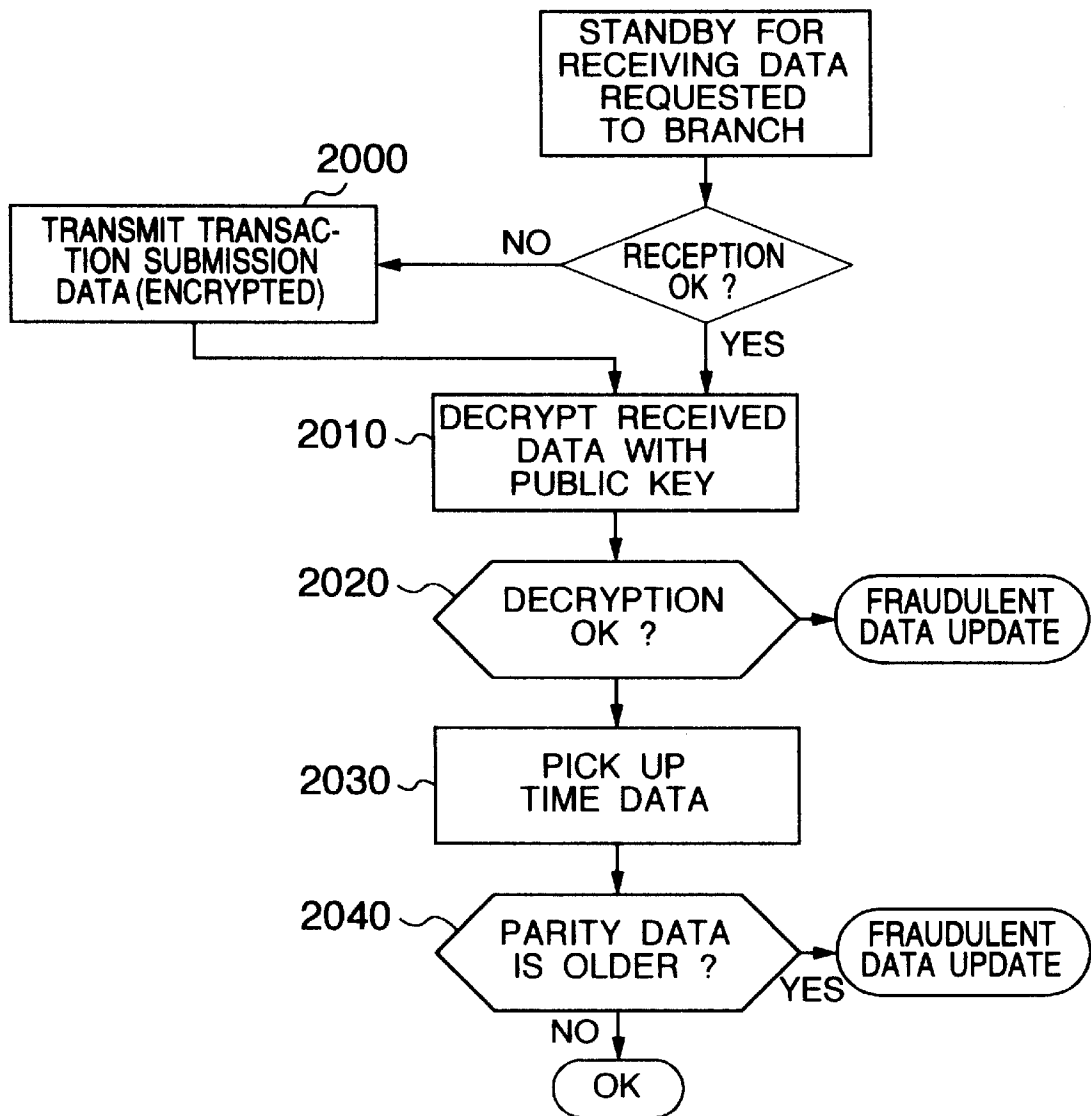 STANDBY FOR
RECEIVING DATA
REQUESTED
TO BRANCH
2000
TRANSMIT TRANSAC-
TION SUBMISSION
DATA (ENCRYPTED)
NO
RECEPTION
OK ?
YES
2010
DECRYPT RECEIVED
DATA WITH
PUBLIC KEY
2020
DECRYPTION
OK ?
FRAUDULENT
DATA UPDATE
2030
PICK UP
TIME DATA
2040
PARITY DATA
IS OLDER ?
YES
FRAUDULENT
DATA UPDATE
NO
OK